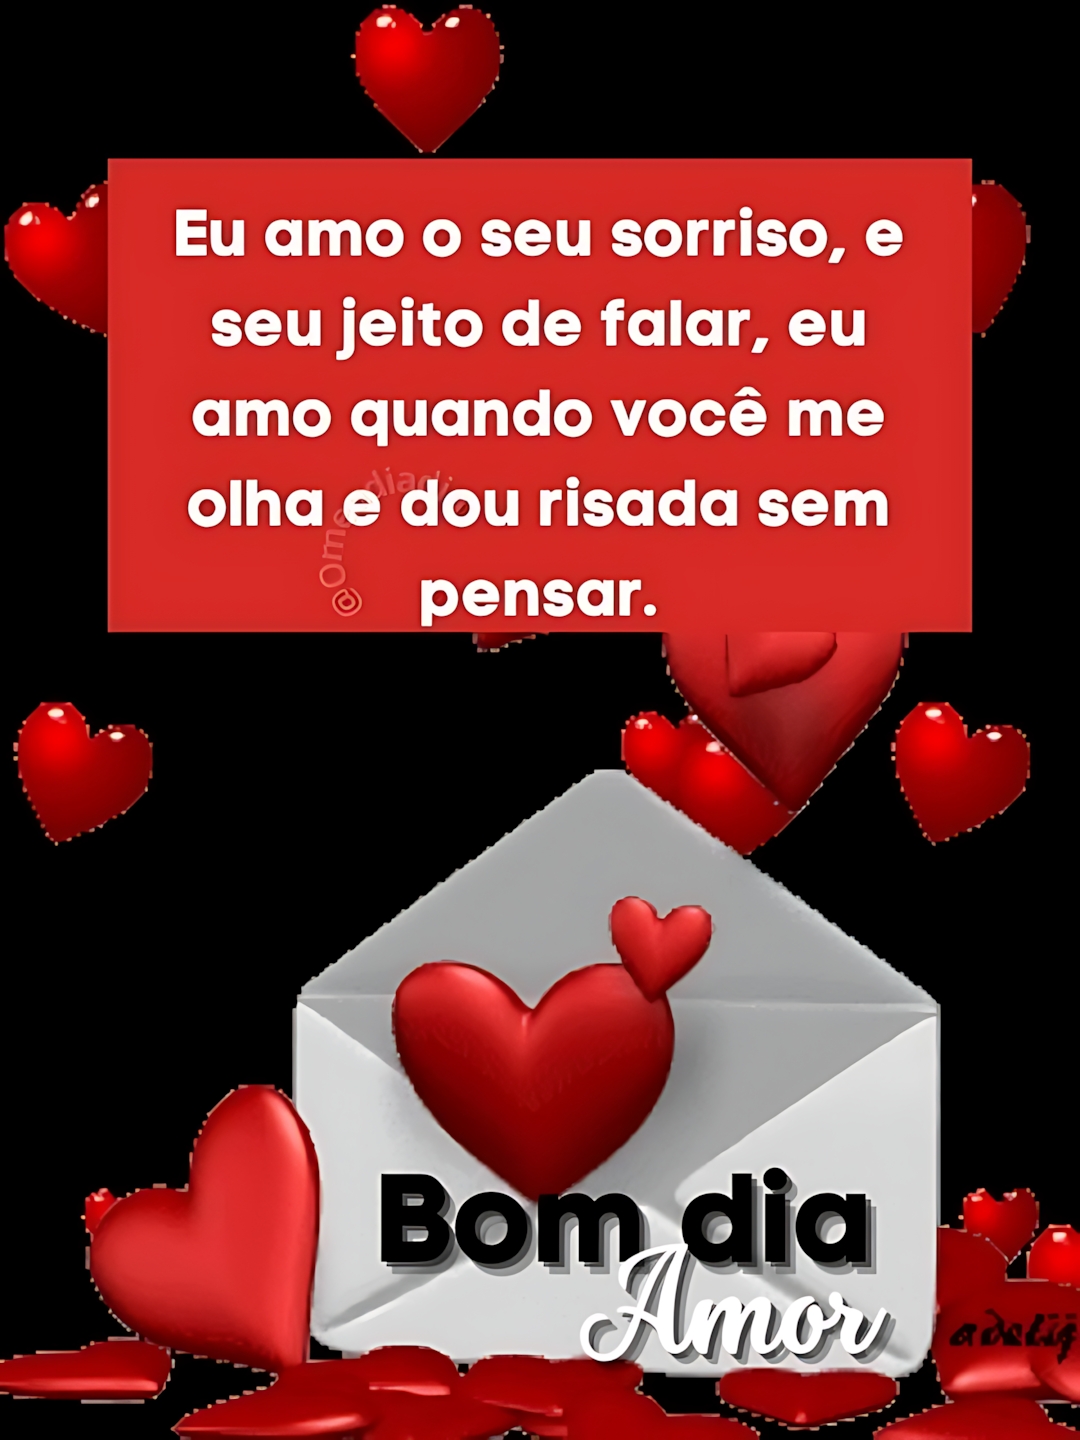 Eu amo o seu sorriso, e
seu jeito de falar, eu
amo quando você me
olha e dou risada sem
pensar.
Bom dia
Amor